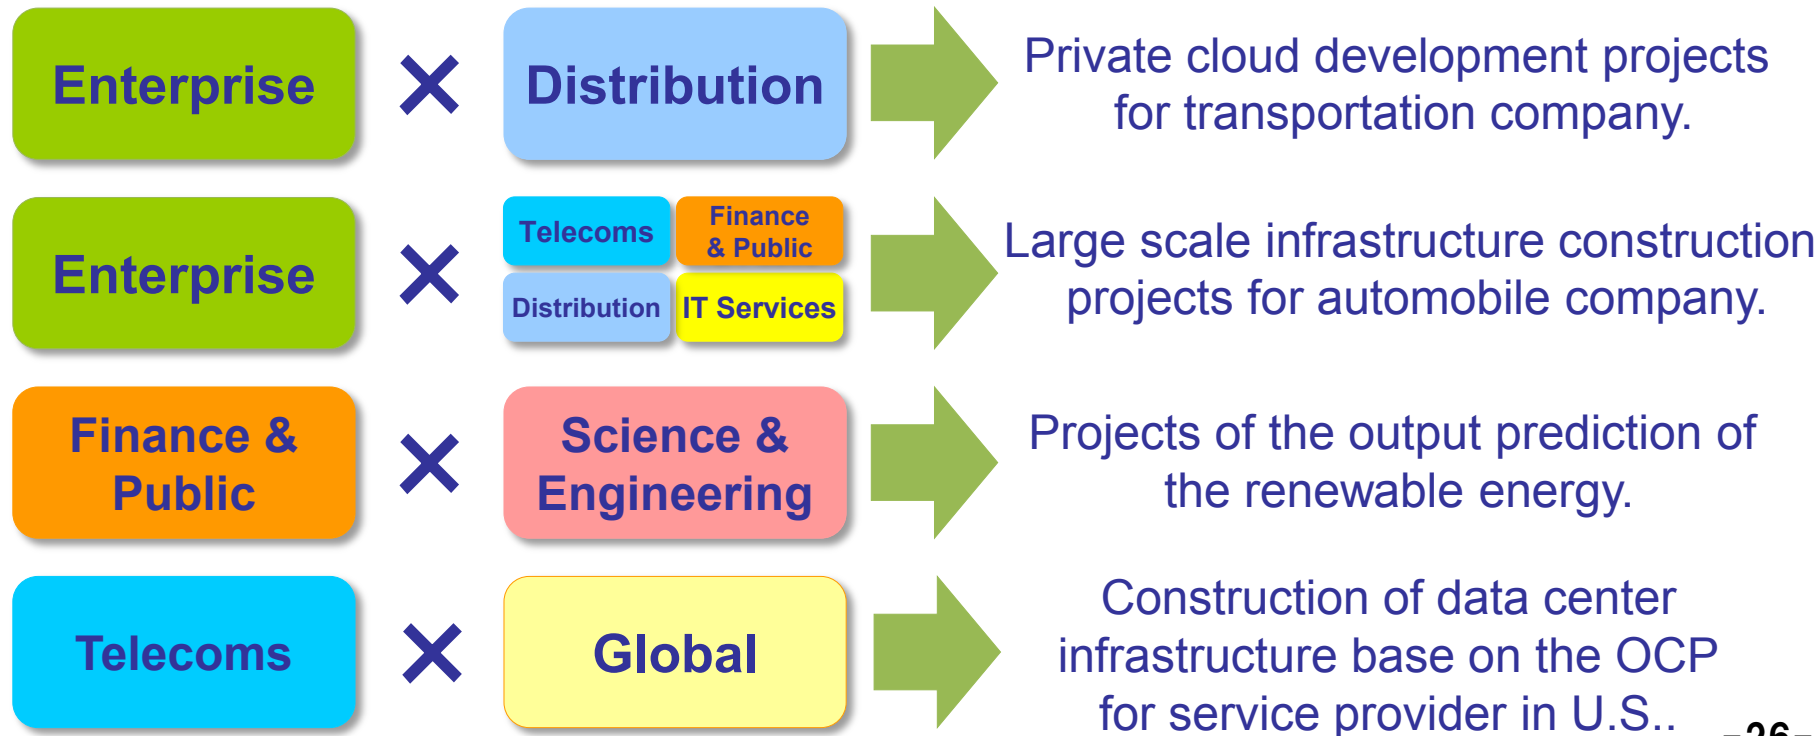 Enterprise × Distribution
Private cloud development projects
for transportation company.
Enterprise ×
Telecoms
Finance
& Public
Distribution
IT Services
Large scale infrastructure construction
projects for automobile company.
Finance &
Public
×
Science &
Engineering
Projects of the output prediction of
the renewable energy.
Telecoms × Global
Construction of data center
infrastructure base on the OCP
for service provider in U.S..
-26-